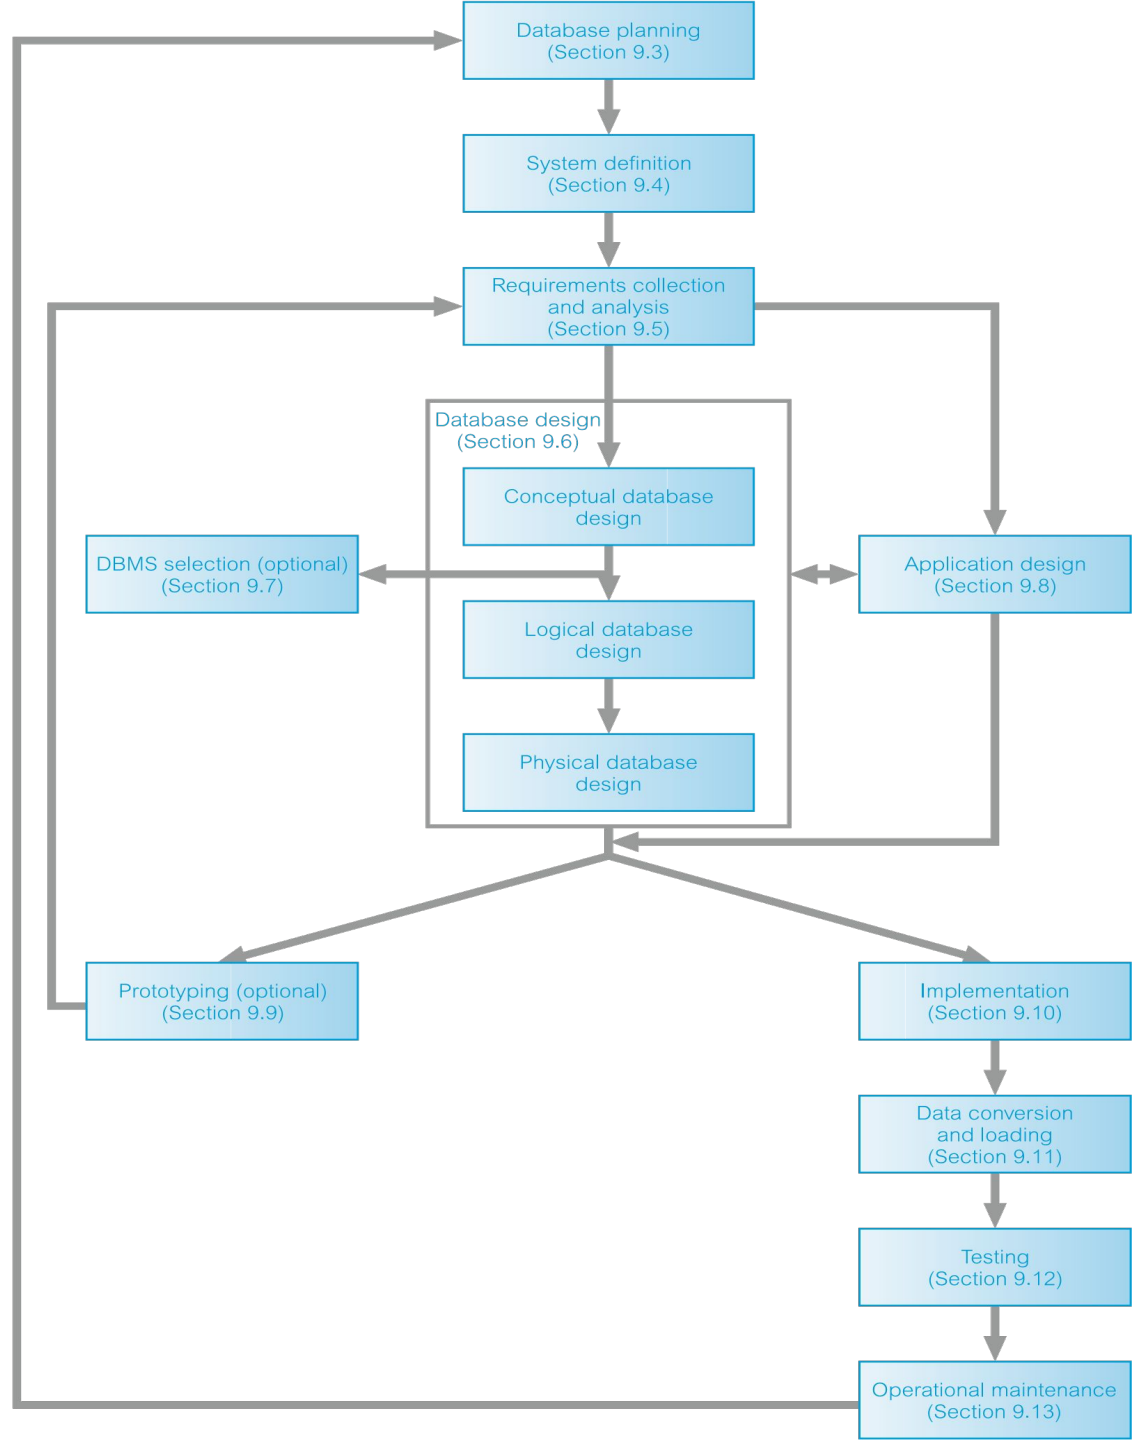 Database planning
(Section 9.3)
System definition
(Section 9.4)
Requirements collection
and analysis
(Section 9.5)
Database design
(Section 9.6)
Conceptual database
design
DBMS selection (optional)
(Section 9.7)
Application design
(Section 9.8)
Logical database
design
Physical database
design
Prototyping (optional)
(Section 9.9)
Implementation
(Section 9.10)
Data conversion
and loading
(Section 9.11)
Testing
(Section 9.12)
Operational maintenance
(Section 9.13)